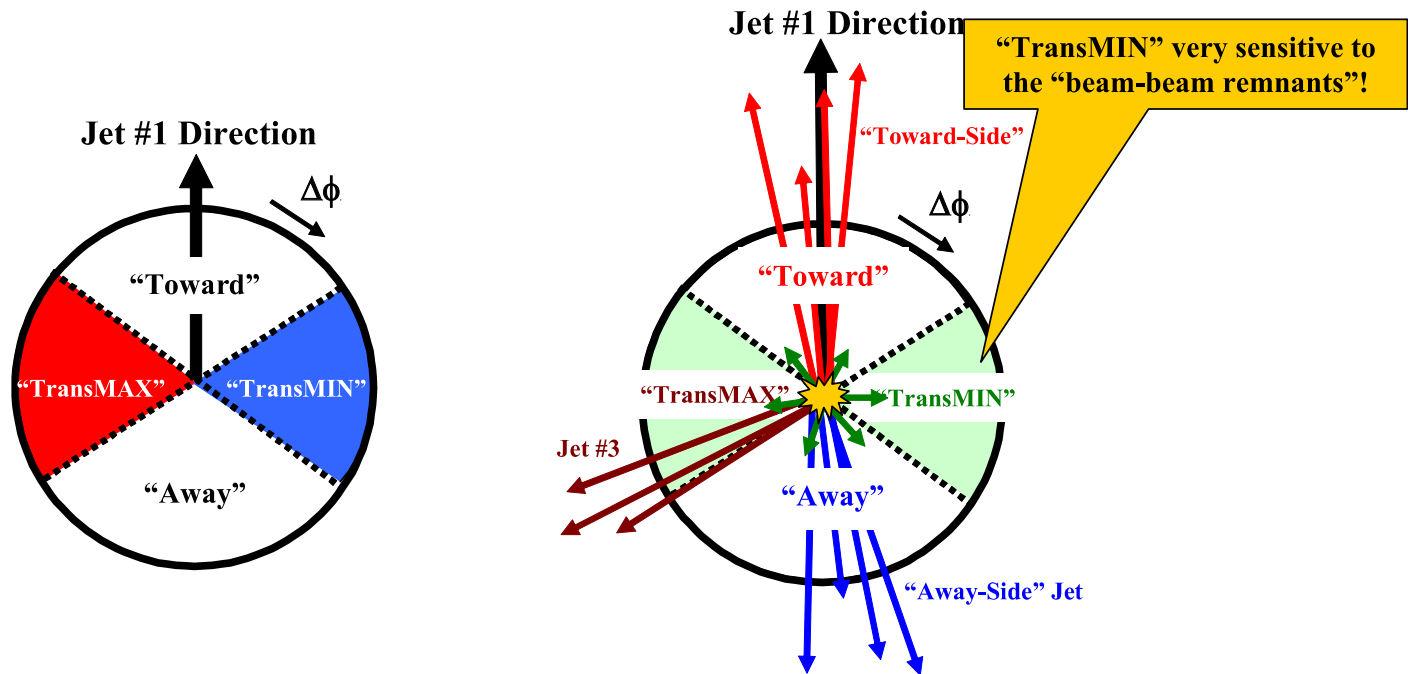 Jet #1 Direction
Δϕ
“Toward”
“TransMAX”
“TransMIN”
“Away”
Jet #1 Direction
“TransMIN” very sensitive to
the “beam-beam remnants”!
“Toward-Side”
Δϕ
“Toward”
“TransMAX”
“TransMIN”
Jet #3
“Away”
“Away-Side” Jet